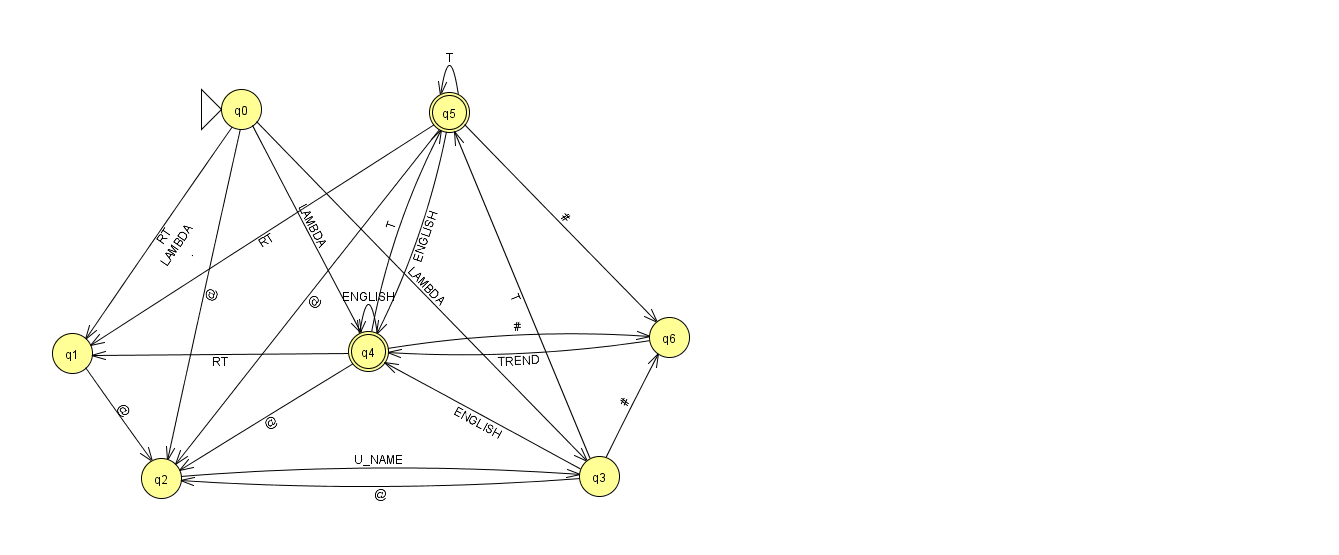 T
q0
q5
LAMBDA
#
RT
LAMBDA
.
RT
T
ENGLISH
@
@
ENGLISH
LAMBDA
T
#
q6
q1
q4
RT
TREND
@
@
ENGLISH
#
U_NAME
q2
q3
@